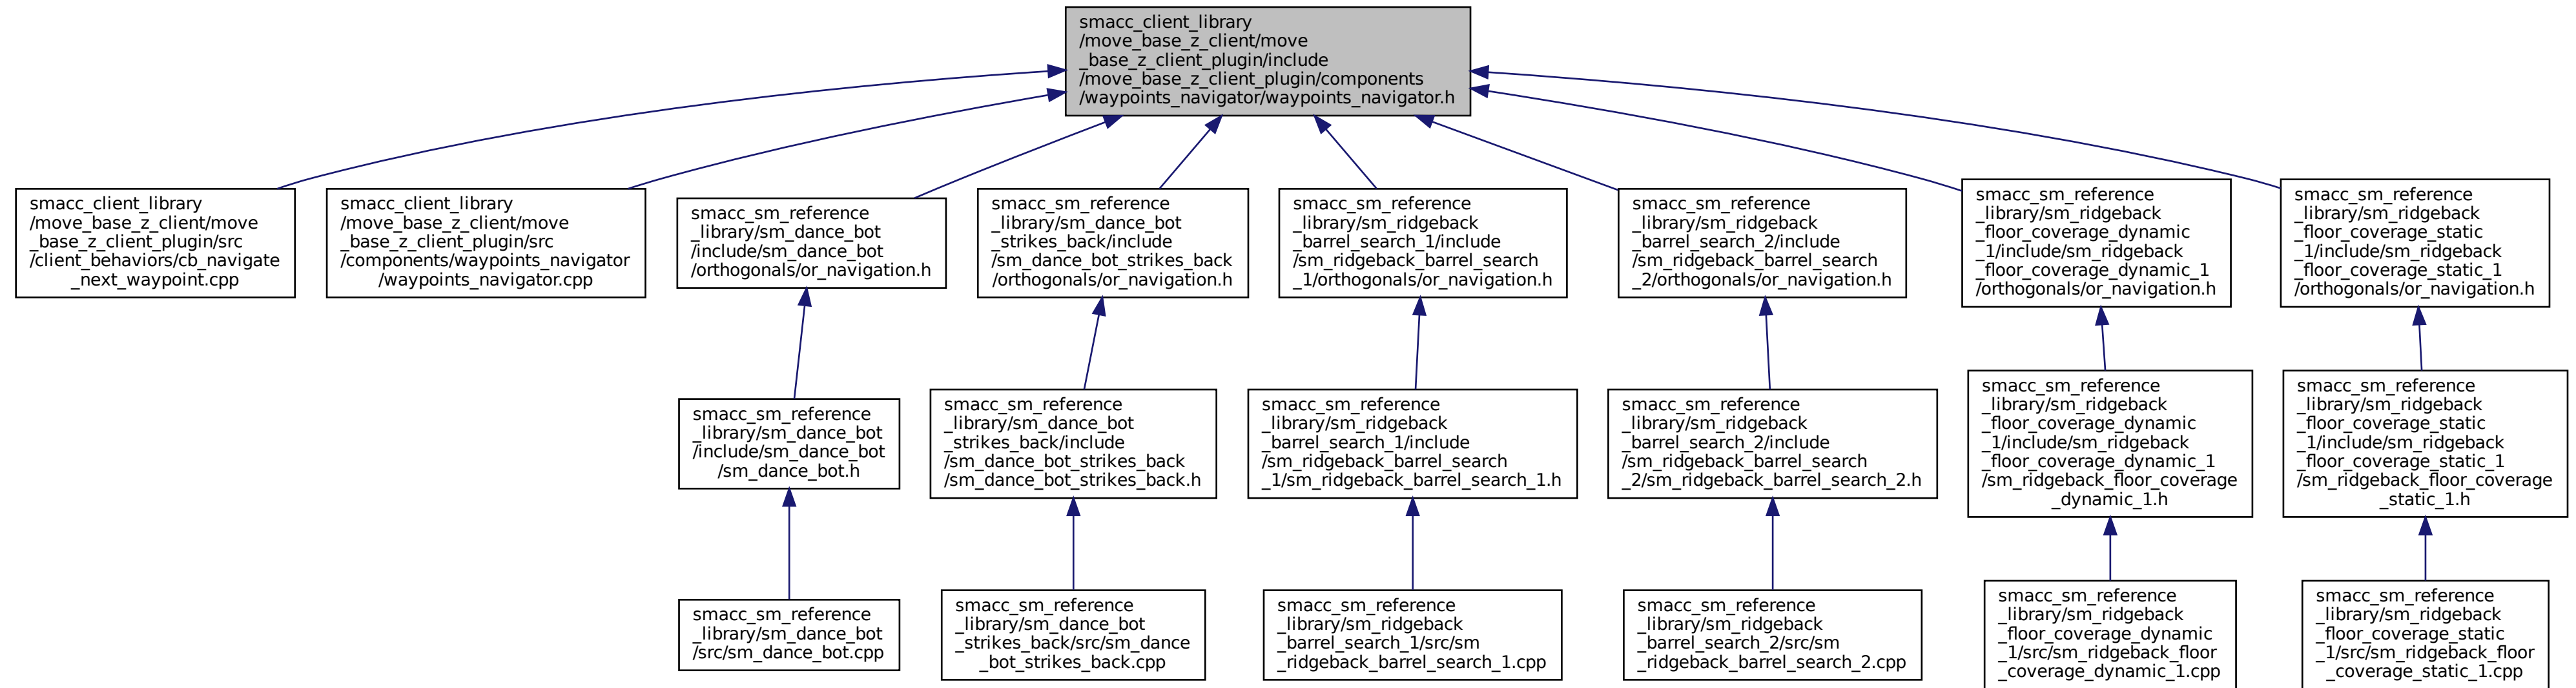 smacc_client_library
/move_base_z_client/move
_base_z_client_plugin/include
/move_base_z_client_plugin/components
/waypoints_navigator/waypoints_navigator.h
smacc_client_library
/move_base_z_client/move
_base_z_client_plugin/src
/client_behaviors/cb_navigate
_next_waypoint.cpp
smacc_client_library
/move_base_z_client/move
_base_z_client_plugin/src
/components/waypoints_navigator
/waypoints_navigator.cpp
smacc_sm_reference
_library/sm_dance_bot
/include/sm_dance_bot
/orthogonals/or_navigation.h
smacc_sm_reference
_library/sm_dance_bot
_strikes_back/include
/sm_dance_bot_strikes_back
/orthogonals/or_navigation.h
smacc_sm_reference
_library/sm_ridgeback
_barrel_search_1/include
/sm_ridgeback_barrel_search
_1/orthogonals/or_navigation.h
smacc_sm_reference
_library/sm_ridgeback
_barrel_search_2/include
/sm_ridgeback_barrel_search
_2/orthogonals/or_navigation.h
smacc_sm_reference
_library/sm_ridgeback
_floor_coverage_dynamic
_1/include/sm_ridgeback
_floor_coverage_dynamic_1
/orthogonals/or_navigation.h
smacc_sm_reference
_library/sm_ridgeback
_floor_coverage_static
_1/include/sm_ridgeback
_floor_coverage_static_1
/orthogonals/or_navigation.h
smacc_sm_reference
_library/sm_dance_bot
/include/sm_dance_bot
/sm_dance_bot.h
smacc_sm_reference
_library/sm_dance_bot
_strikes_back/include
/sm_dance_bot_strikes_back
/sm_dance_bot_strikes_back.h
smacc_sm_reference
_library/sm_ridgeback
_barrel_search_1/include
/sm_ridgeback_barrel_search
_1/sm_ridgeback_barrel_search_1.h
smacc_sm_reference
_library/sm_ridgeback
_barrel_search_2/include
/sm_ridgeback_barrel_search
_2/sm_ridgeback_barrel_search_2.h
smacc_sm_reference
_library/sm_ridgeback
_floor_coverage_dynamic
_1/include/sm_ridgeback
_floor_coverage_dynamic_1
/sm_ridgeback_floor_coverage
_dynamic_1.h
smacc_sm_reference
_library/sm_ridgeback
_floor_coverage_static
_1/include/sm_ridgeback
_floor_coverage_static_1
/sm_ridgeback_floor_coverage
_static_1.h
smacc_sm_reference
_library/sm_dance_bot
/src/sm_dance_bot.cpp
smacc_sm_reference
_library/sm_dance_bot
_strikes_back/src/sm_dance
_bot_strikes_back.cpp
smacc_sm_reference
_library/sm_ridgeback
_barrel_search_1/src/sm
_ridgeback_barrel_search_1.cpp
smacc_sm_reference
_library/sm_ridgeback
_barrel_search_2/src/sm
_ridgeback_barrel_search_2.cpp
smacc_sm_reference
_library/sm_ridgeback
_floor_coverage_dynamic
_1/src/sm_ridgeback_floor
_coverage_dynamic_1.cpp
smacc_sm_reference
_library/sm_ridgeback
_floor_coverage_static
_1/src/sm_ridgeback_floor
_coverage_static_1.cpp